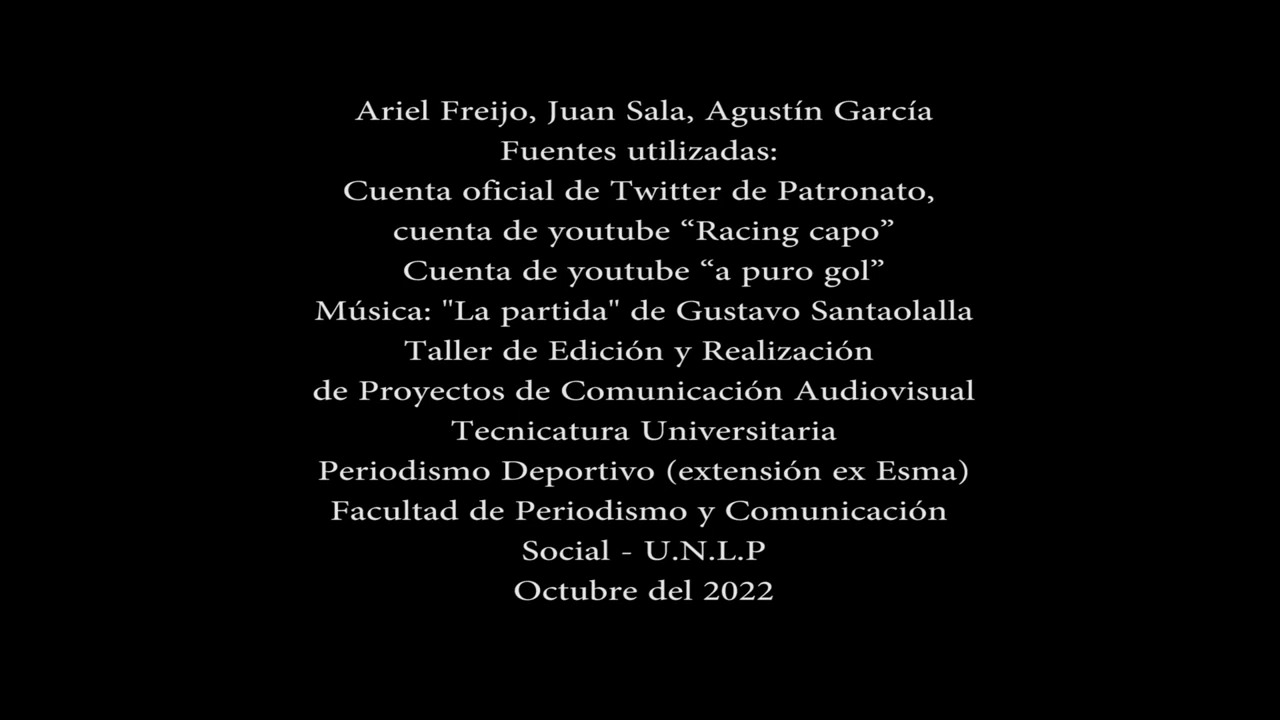 Ariel Freijo, Juan Sala, Agustín García
Fuentes utilizadas:
Cuenta oficial de Twitter de Patronato,
cuenta de youtube “Racing capo”
Cuenta de youtube “a puro gol”
Música: "La partida" de Gustavo Santaolalla
Taller de Edición y Realización
de Proyectos de Comunicación Audiovisual
Tecnicatura Universitaria
Periodismo Deportivo (extensión ex Esma)
Facultad de Periodismo y Comunicación
Social - U.N.L.P
Octubre del 2022